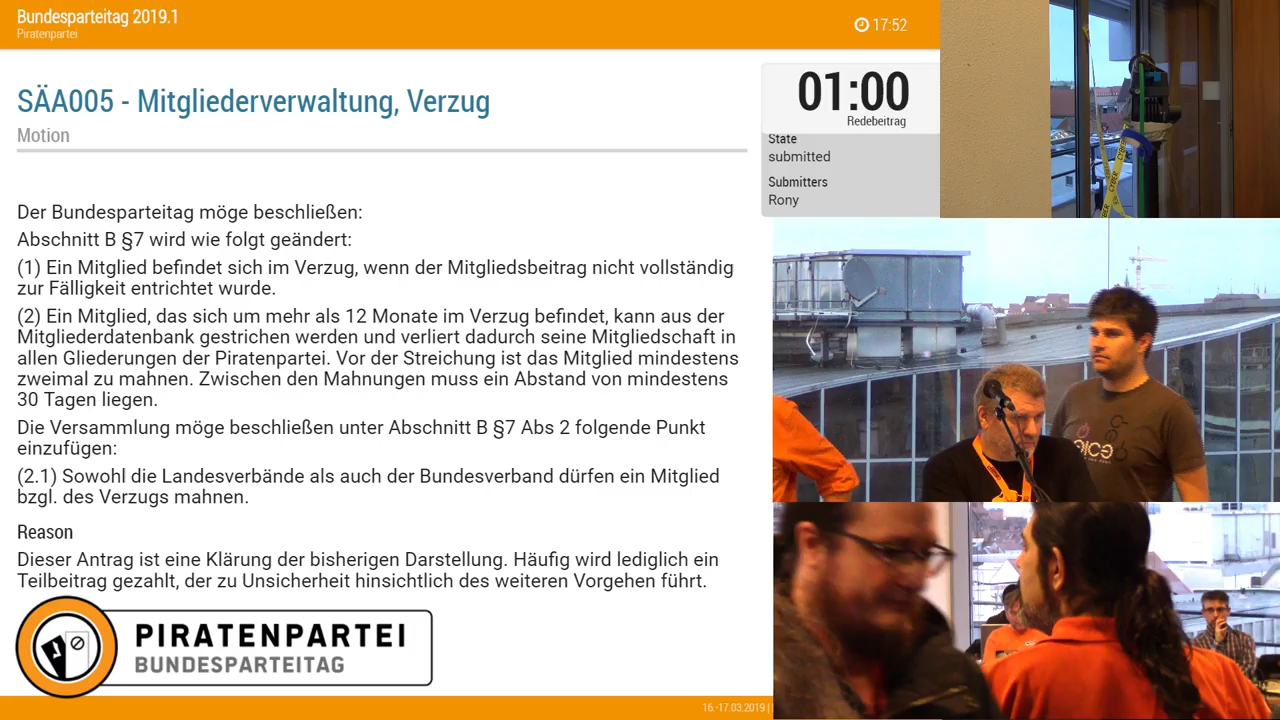 Bundesparteitag 2019.1
Piratenpartei
17:52
SÄA005 - Mitgliederverwaltung, Verzug
Motion
01:00
Redebeitrag
State
submitted
Submitters
Rony
Der Bundesparteitag möge beschließen:
Abschnitt B §7 wird wie folgt geändert:
(1) Ein Mitglied befindet sich im Verzug, wenn der Mitgliedsbeitrag nicht vollständig
zur Fälligkeit entrichtet wurde.
(2) Ein Mitglied, das sich um mehr als 12 Monate im Verzug befindet, kann aus der
Mitgliederdatenbank gestrichen werden und verliert dadurch seine Mitgliedschaft in
allen Gliederungen der Piratenpartei. Vor der Streichung ist das Mitglied mindestens
zweimal zu mahnen. Zwischen den Mahnungen muss ein Abstand von mindestens
30 Tagen liegen.
Die Versammlung möge beschließen unter Abschnitt B §7 Abs 2 folgende Punkt
einzufügen:
(2.1) Sowohl die Landesverbände als auch der Bundesverband dürfen ein Mitglied
bzgl. des Verzugs mahnen.
Reason
Dieser Antrag ist eine Klärung der bisherigen Darstellung. Häufig wird lediglich ein
Teilbeitrag gezahlt, der zu Unsicherheit hinsichtlich des weiteren Vorgehen führt.
PIRATENPARTEI
BUNDESPARTEITAG
16.-17.03.2019 |
CYBER
CYBER